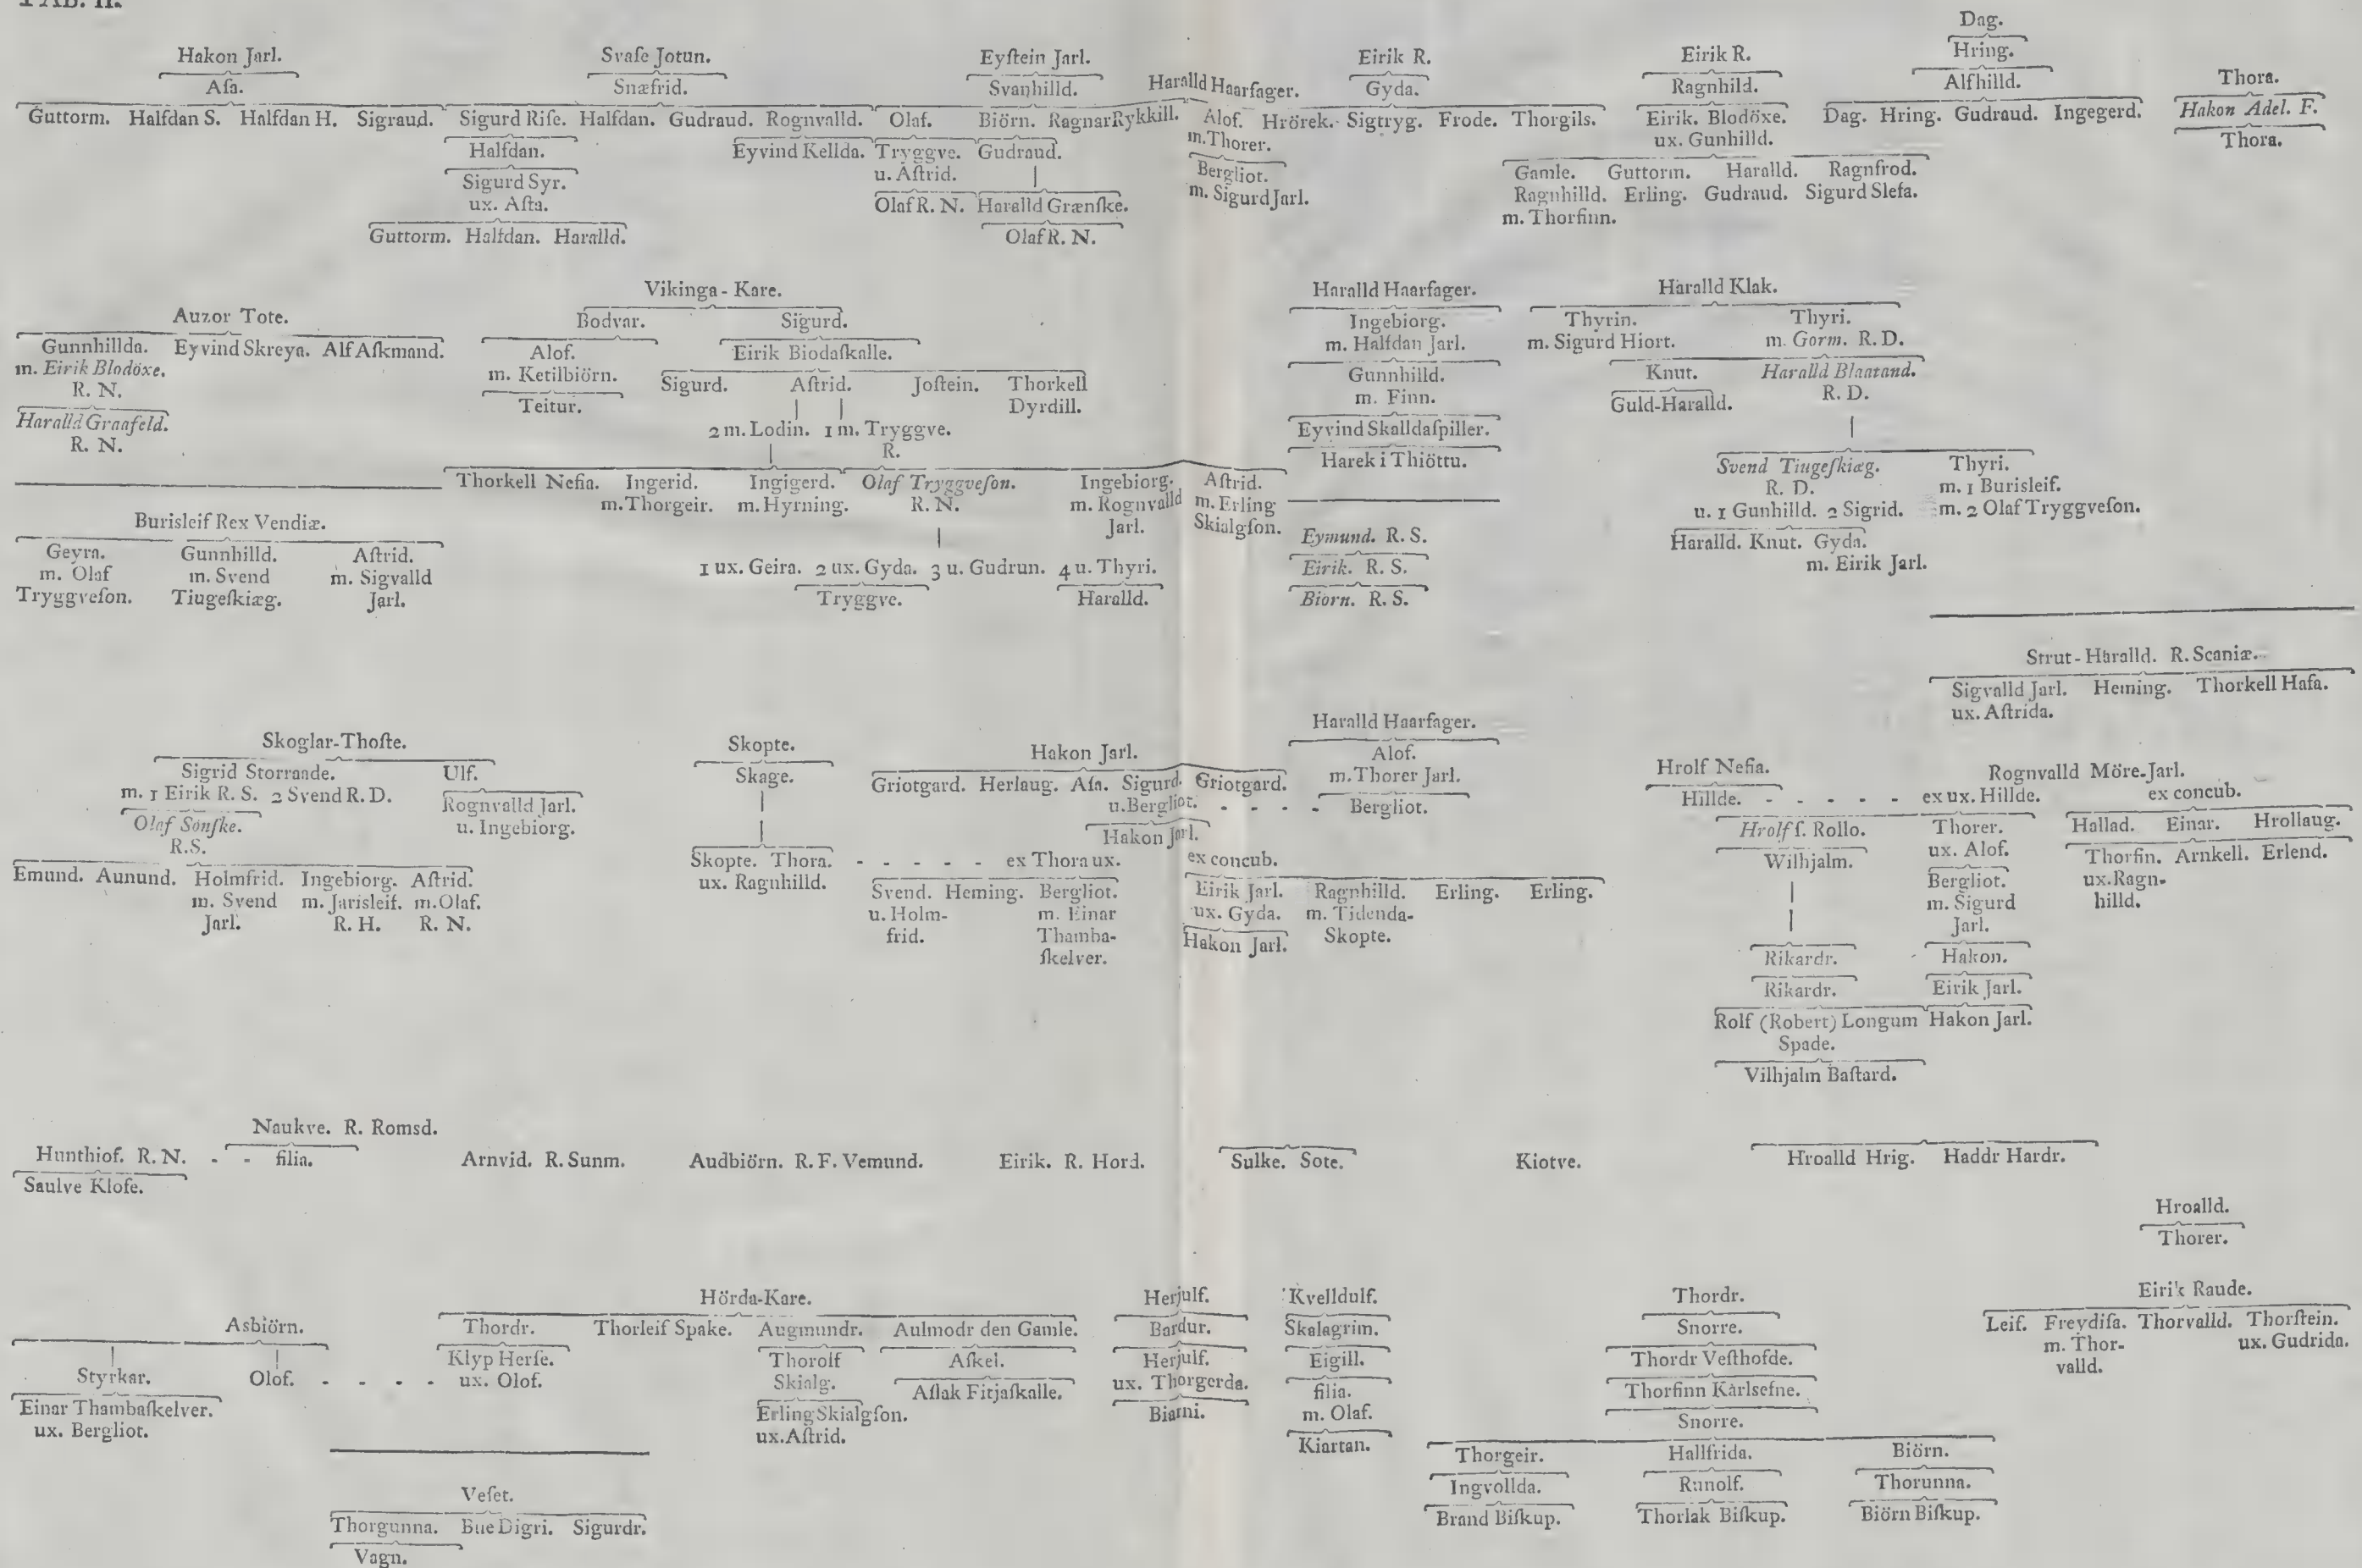 TAB. II.
Dag.
Hakon Jarl. Svaſe Jotun. Eyſtein Jarl. Haralld Haarfager. Eirik R. Eirik R. Hring. Thora.
Aſa. Snæfrid. Svanhilld. Gyda. Ragnhild. Alfhilld. Hakon Adel. F.
Guttorm. Halfdan S. Halfdan H. Sigraud. Sigurd Riſe. Halfdan. Gudraud. Rognvalld. Olaf. Biörn. Ragnar Rykkill. Alof. Hrörek. Sigtryg. Frode. Thorgils. Eirik. Blodöxe. Dag. Hring. Gudraud. Ingegerd. Thora.
Halfdan. Eyvind Kellda. Tryggve. Gudraud. m. Thorer. ux. Gunhilld.
Sigurd Syr. u. Aſtrid. Bergliot. Gamle. Guttorm. Haralld. Ragnfrod.
ux. Aſta. Olaf R. N. Haralld Grænſke. m. Sigurd Jarl. Ragnhilld. Erling. Gudraud. Sigurd Slefa.
Guttorm. Halfdan. Haralld. Olaf R. N. m. Thorfinn.
Vikinga-Kare. Haralld Haarfager. Haralld Klak.
Auzor Tote. Bodvar. Sigurd. Ingebiorg. Thyrin. Thyri.
Gunnhillda. Eyvind Skreya. Alf Aſkmand. Alof. Eirik Biodaſkalle. m. Halfdan Jarl. m. Sigurd Hiort. m. Gorm. R. D.
m. Eirik Blodöxe. m. Ketilbiörn. Sigurd. Aſtrid. Joſtein. Thorkell Gunnhilld. Knut. Haralld Blaatand.
R. N. Teitur. Dyrdill. m. Finn. Guld-Haralld. R. D.
Haralld Graafeld. 2 m. Lodin. 1 m. Tryggve. Eyvind Skalldaſpiller.
R. N. R. Harek i Thiöttu. Svend Tiugeſkiæg. Thyri.
Thorkell Nefia. Ingerid. Ingigerd. Olaf Tryggveſon. Ingebiorg. Aſtrid. R. D. m. 1 Burisleif.
m. Thorgeir. m. Hyrning. R. N. m. Rognvalld m. Erling u. 1 Gunhilld. 2 Sigrid. m. 2 Olaf Tryggveſon.
Burisleif Rex Vendiæ. Jarl. Skialgſon. Eymund. R. S. Haralld. Knut. Gyda.
Geyra. Gunnhilld. Aſtrid. 1 ux. Geira. 2 ux. Gyda. 3 u. Gudrun. 4 u. Thyri. Eirik. R. S. m. Eirik Jarl.
m. Olaf m. Svend m. Sigvalld Tryggve. Haralld. Biorn. R. S.
Tryggveſon. Tiugeſkiæg. Jarl.
Strut-Haralld. R. Scaniæ.
Sigvalld Jarl. Heming. Thorkell Hafa.
ux. Aſtrida.
Haralld Haarfager.
Skoglar-Thoſte. Skopte. Hakon Jarl. Alof. Hrolf Nefia. Rognvalld Möre-Jarl.
Sigrid Storraade. Ulf. Skage. Griotgard. Herlaug. Aſa. Sigurd. Griotgard. m. Thorer Jarl. Hillde. - - - - - ex ux. Hillde. ex concub.
m. 1 Eirik R. S. 2 Svend R. D. Rognvalld Jarl. u. Bergliot. - - - - Bergliot. Hrolf ſ. Rollo. Thorer. Hallad. Einar. Hrollaug.
Olaf Sönſke. u. Ingebiorg. Hakon Jarl. Wilhjalm. ux. Alof. Thorfin. Arnkell. Erlend.
R. S. Skopte. Thora. - - - - - ex Thora ux. ex concub. Bergliot. ux. Ragn-
Emund. Aunund. Holmfrid. Ingebiorg. Aſtrid. ux. Ragnhilld. Svend. Heming. Bergliot. Eirik Jarl. Ragnhilld. Erling. Erling. m. Sigurd hilld.
m. Svend m. Jarisleif. m. Olaf. u. Holm- m. Einar ux. Gyda. m. Tidenda- Jarl.
Jarl. R. H. R. N. frid. Thamba- Hakon Jarl. Skopte. Rikardr. Hakon.
ſkelver. Rikardr. Eirik Jarl.
Rolf (Robert) Longum Hakon Jarl.
Spade.
Vilhjalm Baſtard.
Naukve. R. Romsd.
Hunthiof. R. N. - - filia. Arnvid. R. Sunm. Audbiörn. R. F. Vemund. Eirik. R. Hord. Sulke. Sote. Kiotve. Hroalld Hrig. Haddr Hardr.
Saulve Klofe.
Hroalld.
Thorer.
Hörda-Kare. Herjulf. Kvelldulf. Thordr. Eirik Raude.
Asbiörn. Thordr. Thorleif Spake. Augmundr. Aulmodr den Gamle. Bardur. Skalagrim. Snorre. Leif. Freydiſa. Thorvalld. Thorſtein.
Klyp Herſe. Thorolf Aſkel. Herjulf. Eigill. Thordr Veſthofde. m. Thor- ux. Gudrida.
Styrkar. Olof. - - - - ux. Olof. Skialg. Aſlak Fitjaſkalle. ux. Thorgerda. filia. Thorfinn Karlsefne. valld.
Einar Thambaſkelver. Erling Skialgſon. Biarni. m. Olaf. Snorre.
ux. Bergliot. ux. Aſtrid. Kiartan. Thorgeir. Hallfrida. Biörn.
Veſet. Ingvollda. Runolf. Thorunna.
Thorgunna. Bue Digri. Sigurdr. Brand Biſkup. Thorlak Biſkup. Biörn Biſkup.
Vagn.